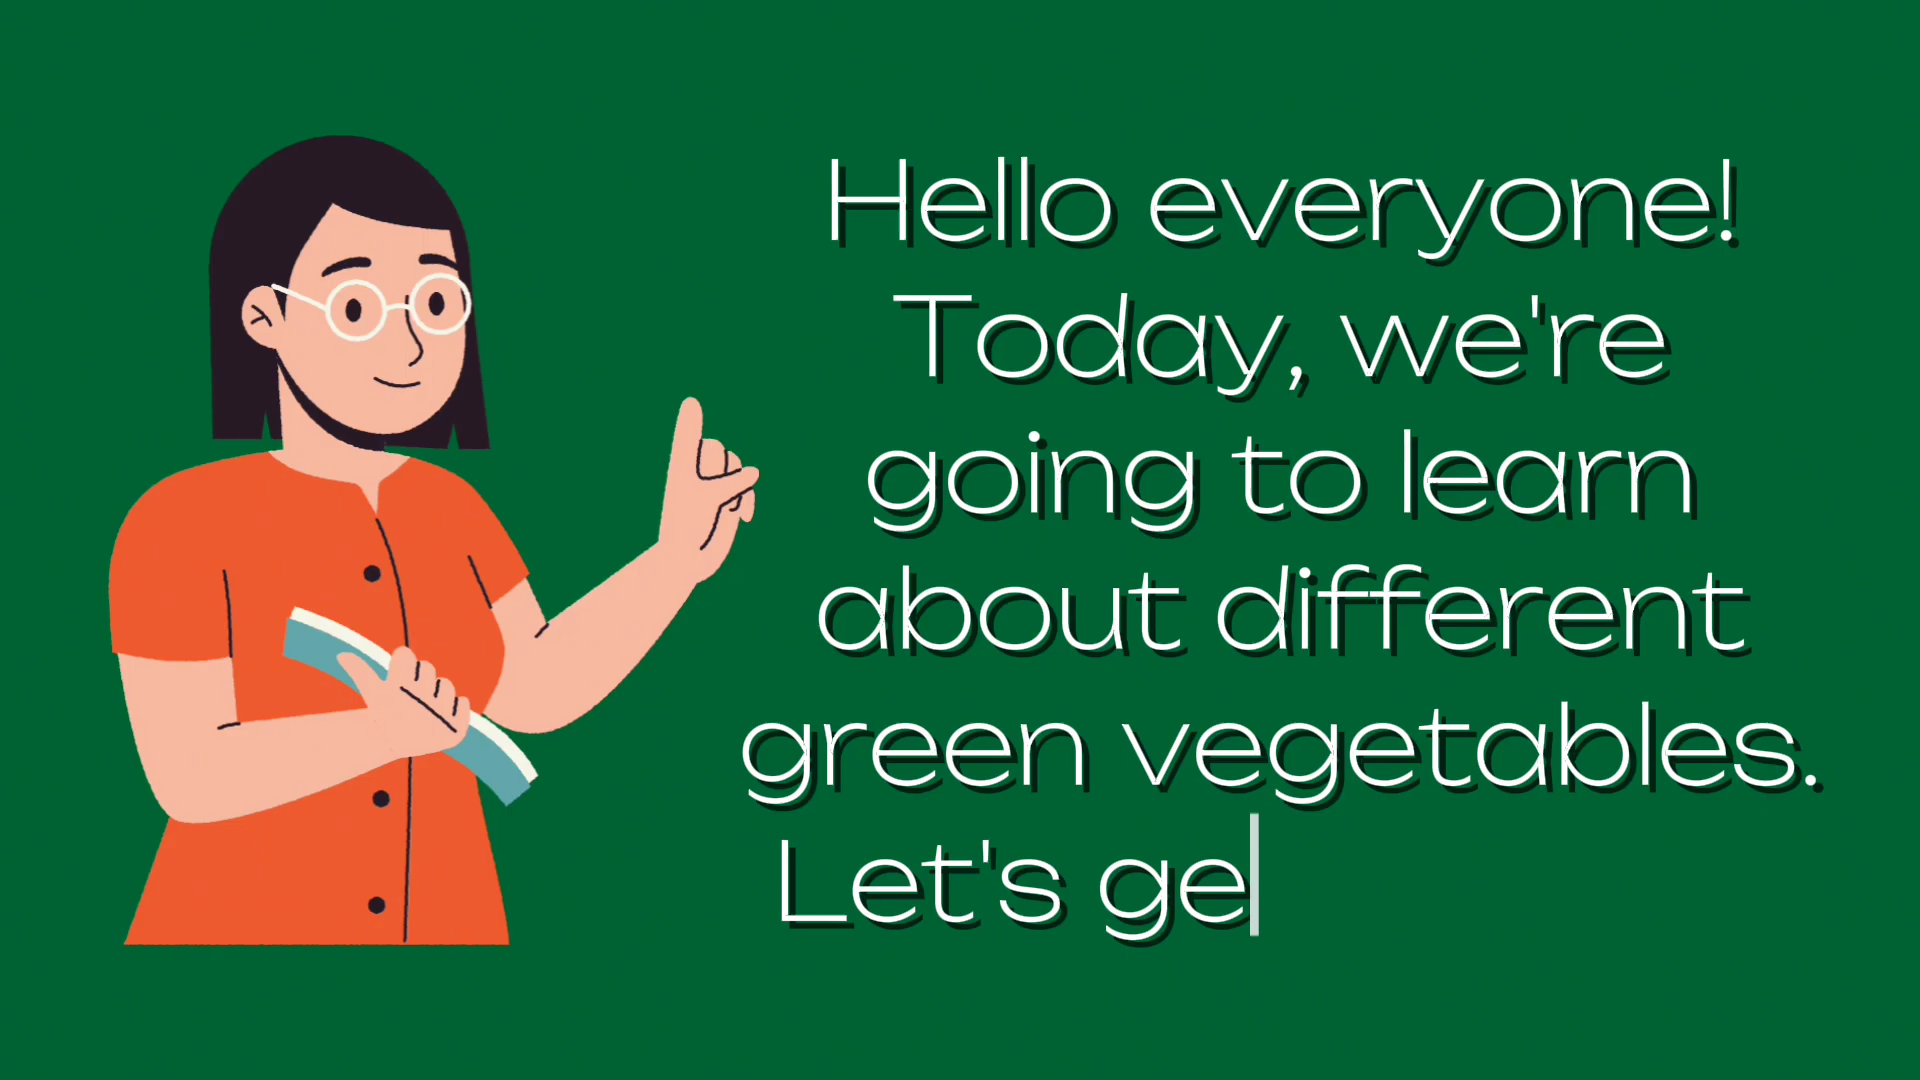 Hello everyone!
Today, we're
going to learn
about different
green vegetables.
Let's ge